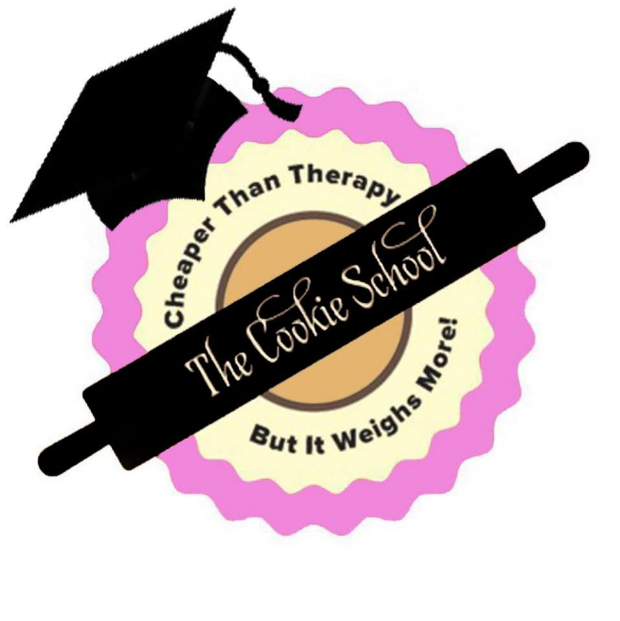 Cheaper Than Therapy
The Cookie School
But It Weighs More!